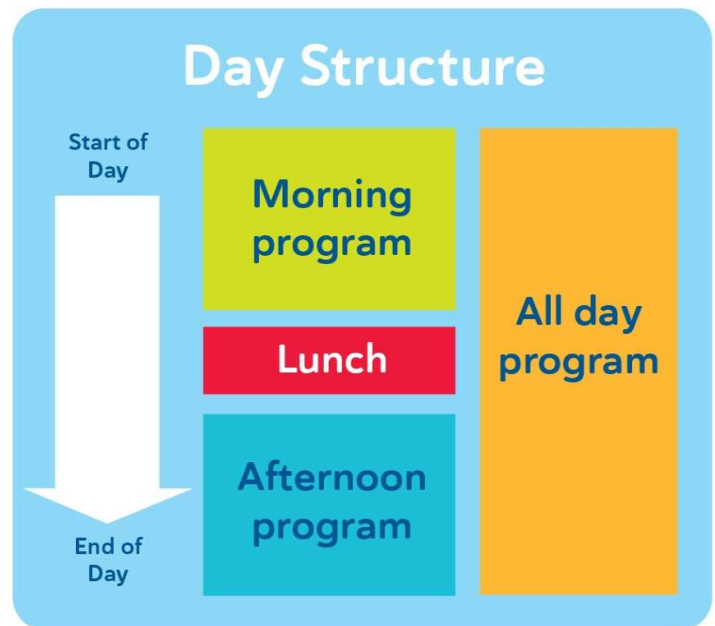 Day Structure
Start of
Day
Morning
program
Lunch
Afternoon
program
All day
program
End of
Day